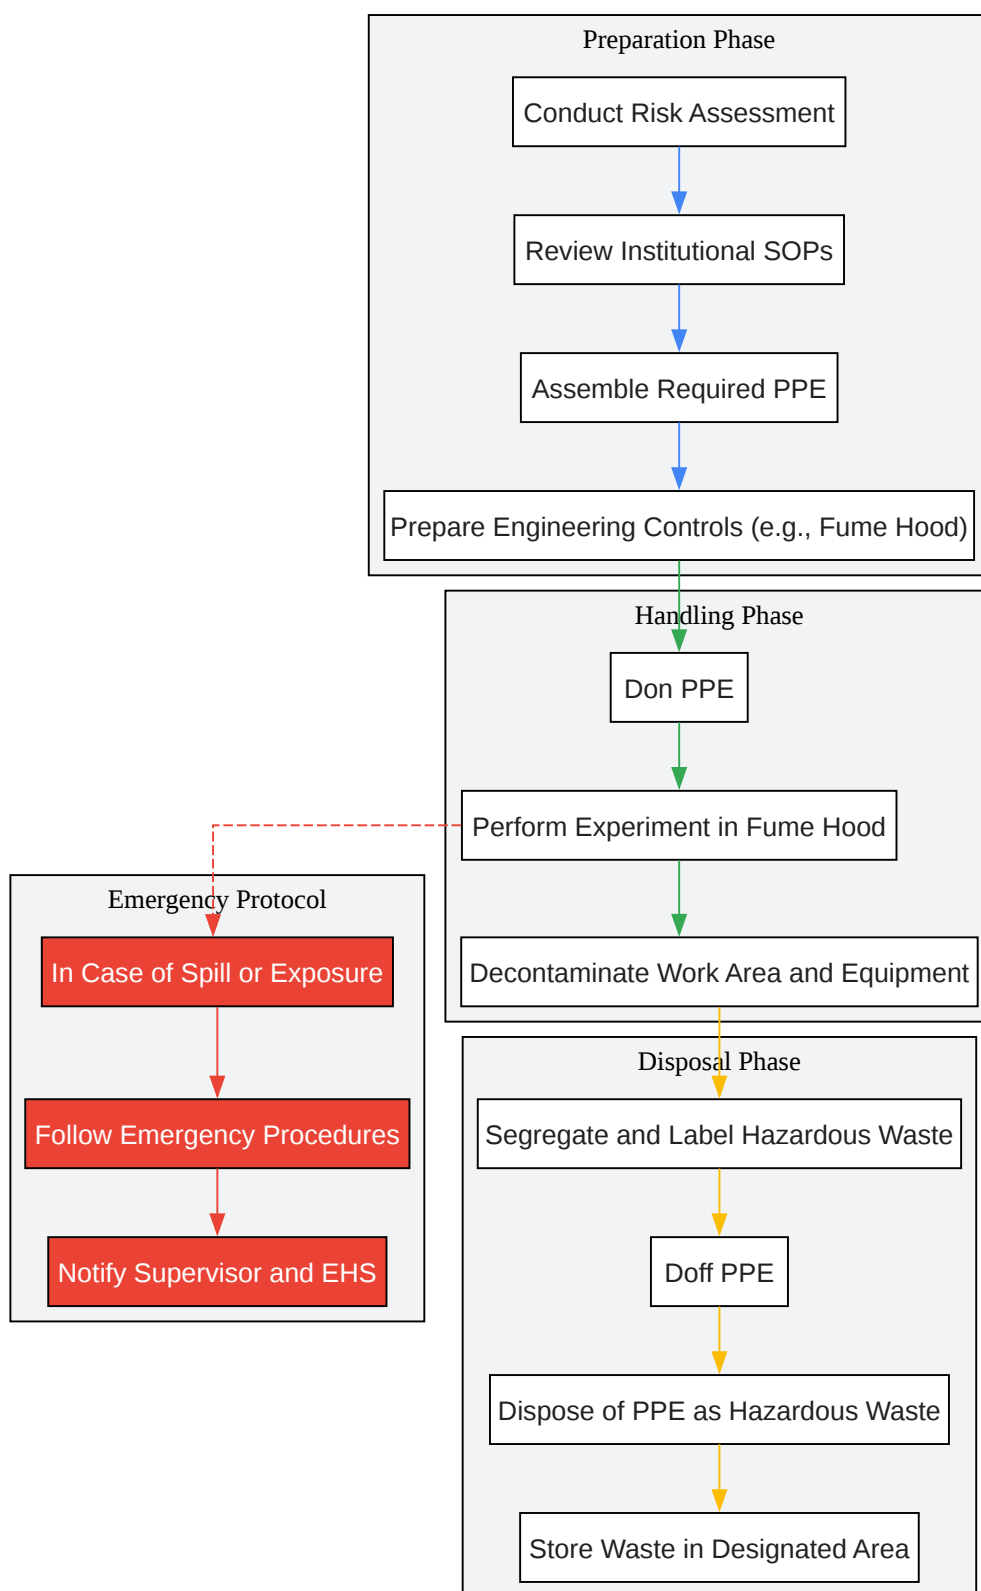 Preparation Phase
Conduct Risk Assessment
Review Institutional SOPs
Assemble Required PPE
Prepare Engineering Controls (e.g., Fume Hood)
Handling Phase
Don PPE
Perform Experiment in Fume Hood
Decontaminate Work Area and Equipment
Emergency Protocol
In Case of Spill or Exposure
Follow Emergency Procedures
Notify Supervisor and EHS
Disposal Phase
Segregate and Label Hazardous Waste
Doff PPE
Dispose of PPE as Hazardous Waste
Store Waste in Designated Area